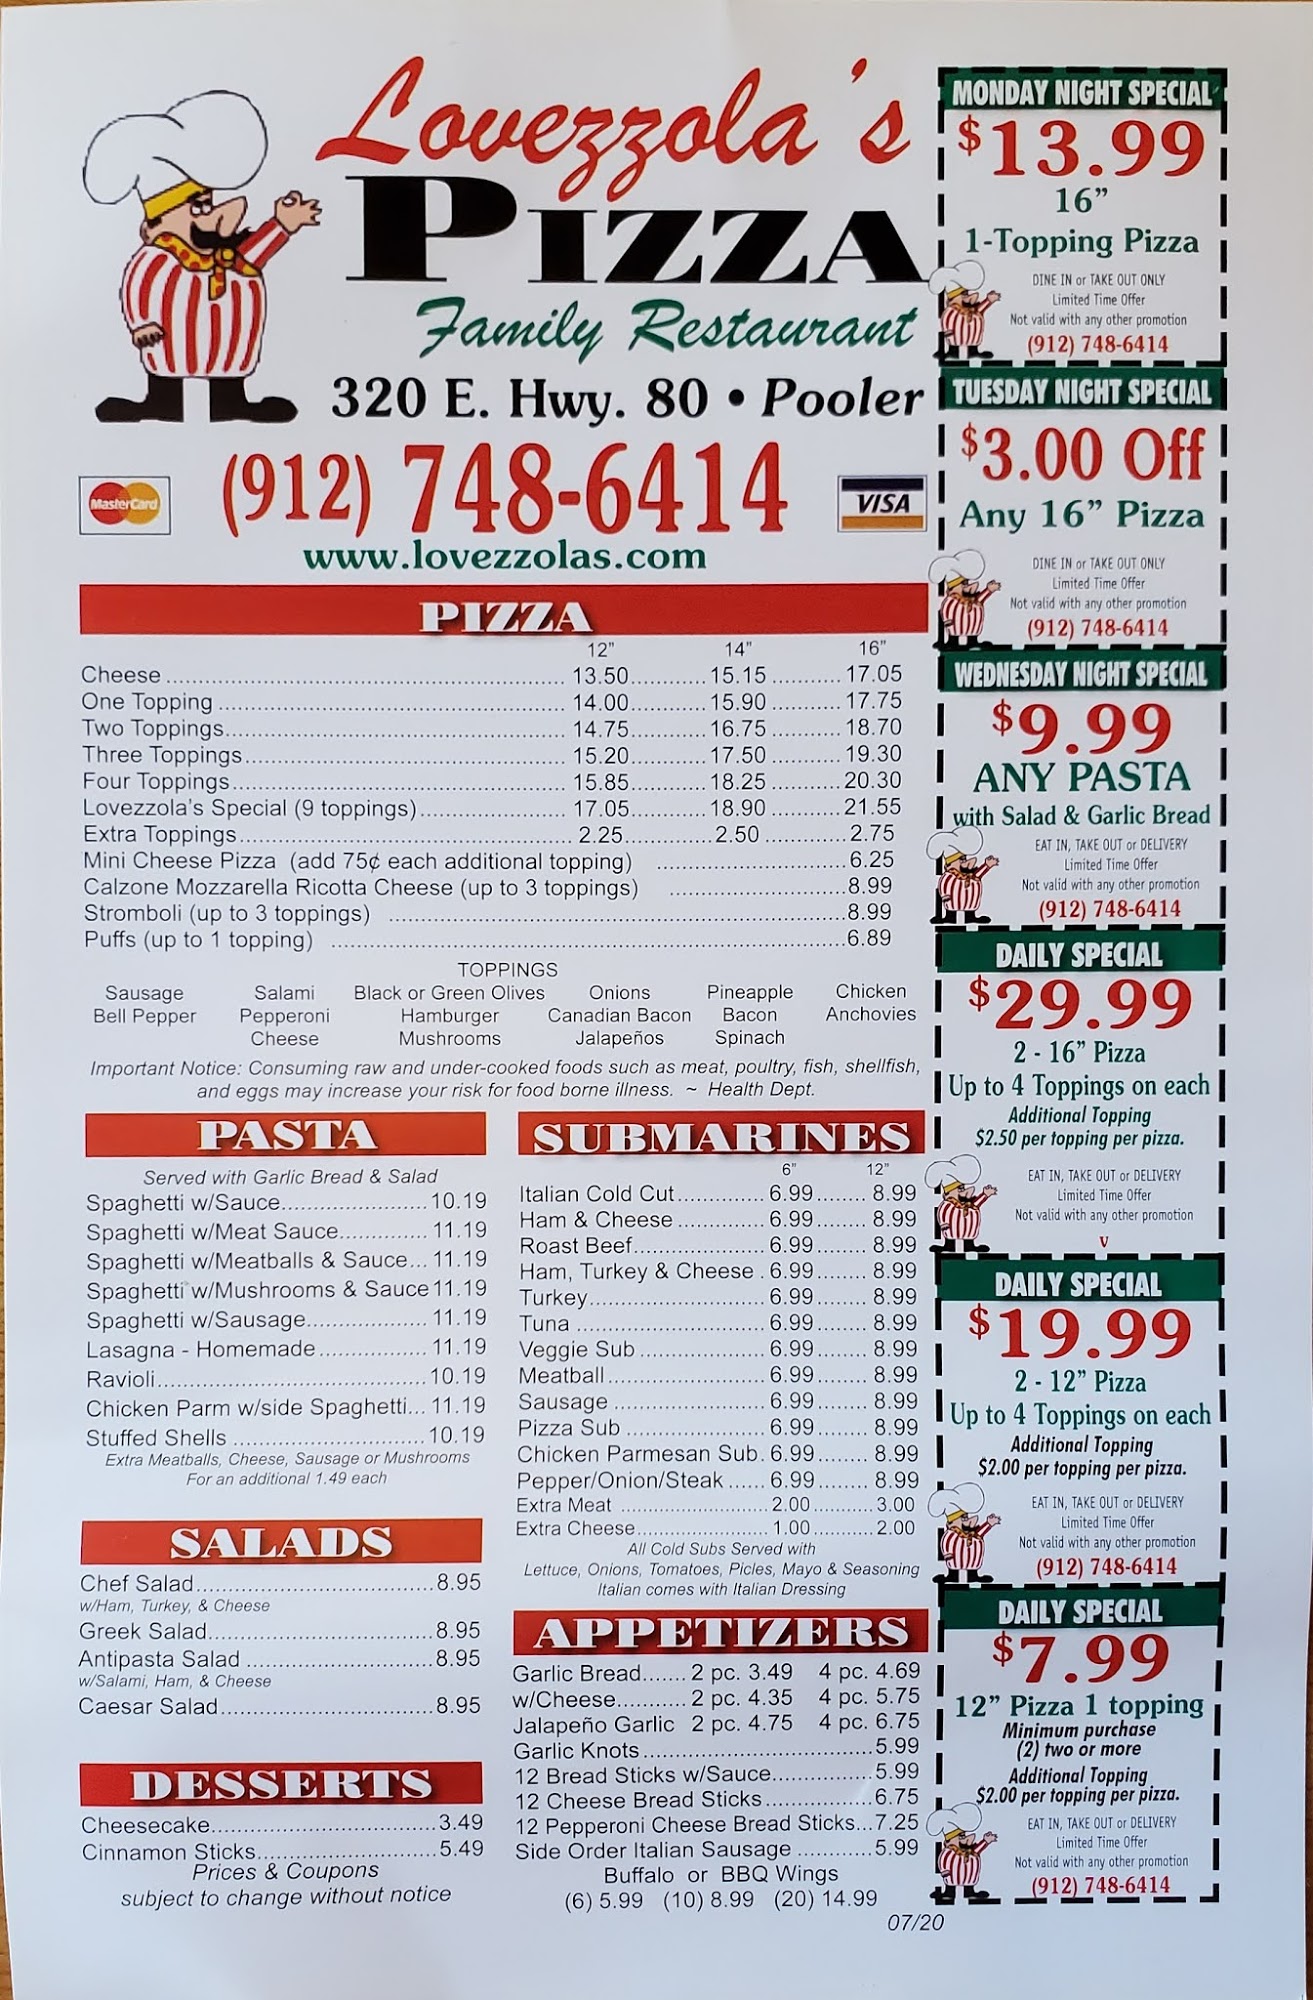 Lovezzola's
PIZZA
Family Restaurant
320 E. Hwy. 80 • Pooler
MasterCard
(912) 748-6414
VISA
www.lovezzolas.com
PIZZA
12" 14" 16"
Cheese 13.50 15.15 17.05
One Topping 14.00 15.90 17.75
Two Toppings 14.75 16.75 18.70
Three Toppings 15.20 17.50 19.30
Four Toppings 15.85 18.25 20.30
Lovezzola's Special (9 toppings) 17.05 18.90 21.55
Extra Toppings 2.25 2.50 2.75
Mini Cheese Pizza (add 75¢ each additional topping) 6.25
Calzone Mozzarella Ricotta Cheese (up to 3 toppings) 8.99
Stromboli (up to 3 toppings) 8.99
Puffs (up to 1 topping) 6.89
TOPPINGS
Sausage Salami Black or Green Olives Onions Pineapple Chicken
Bell Pepper Pepperoni Hamburger Canadian Bacon Bacon Anchovies
Cheese Mushrooms Jalapeños Spinach
Important Notice: Consuming raw and under-cooked foods such as meat, poultry, fish, shellfish,
and eggs may increase your risk for food borne illness. ~ Health Dept.
PASTA
Served with Garlic Bread & Salad
Spaghetti w/Sauce 10.19
Spaghetti w/Meat Sauce 11.19
Spaghetti w/Meatballs & Sauce 11.19
Spaghetti w/Mushrooms & Sauce 11.19
Spaghetti w/Sausage 11.19
Lasagna - Homemade 11.19
Ravioli 10.19
Chicken Parm w/side Spaghetti 11.19
Stuffed Shells 10.19
Extra Meatballs, Cheese, Sausage or Mushrooms
For an additional 1.49 each
SALADS
Chef Salad 8.95
w/Ham, Turkey, & Cheese
Greek Salad 8.95
Antipasta Salad 8.95
w/Salami, Ham, & Cheese
Caesar Salad 8.95
DESSERTS
Cheesecake 3.49
Cinnamon Sticks 5.49
Prices & Coupons
subject to change without notice
SUBMARINES
6" 12"
Italian Cold Cut 6.99 8.99
Ham & Cheese 6.99 8.99
Roast Beef 6.99 8.99
Ham, Turkey & Cheese 6.99 8.99
Turkey 6.99 8.99
Tuna 6.99 8.99
Veggie Sub 6.99 8.99
Meatball 6.99 8.99
Sausage 6.99 8.99
Pizza Sub 6.99 8.99
Chicken Parmesan Sub 6.99 8.99
Pepper/Onion/Steak 6.99 8.99
Extra Meat 2.00 3.00
Extra Cheese 1.00 2.00
All Cold Subs Served with
Lettuce, Onions, Tomatoes, Picles, Mayo & Seasoning
Italian comes with Italian Dressing
APPETIZERS
Garlic Bread 2 pc. 3.49 4 pc. 4.69
w/Cheese 2 pc. 4.35 4 pc. 5.75
Jalapeño Garlic 2 pc. 4.75 4 pc. 6.75
Garlic Knots 5.99
12 Bread Sticks w/Sauce 5.99
12 Cheese Bread Sticks 6.75
12 Pepperoni Cheese Bread Sticks 7.25
Side Order Italian Sausage 5.99
Buffalo or BBQ Wings
(6) 5.99 (10) 8.99 (20) 14.99
07/20
MONDAY NIGHT SPECIAL
$13.99
16"
1-Topping Pizza
DINE IN or TAKE OUT ONLY
Limited Time Offer
Not valid with any other promotion
(912) 748-6414
TUESDAY NIGHT SPECIAL
$3.00 Off
Any 16" Pizza
DINE IN or TAKE OUT ONLY
Limited Time Offer
Not valid with any other promotion
(912) 748-6414
WEDNESDAY NIGHT SPECIAL
$9.99
ANY PASTA
with Salad & Garlic Bread
EAT IN, TAKE OUT or DELIVERY
Limited Time Offer
Not valid with any other promotion
(912) 748-6414
DAILY SPECIAL
$29.99
2 - 16" Pizza
Up to 4 Toppings on each
Additional Topping
$2.50 per topping per pizza.
EAT IN, TAKE OUT or DELIVERY
Limited Time Offer
Not valid with any other promotion
v
DAILY SPECIAL
$19.99
2 - 12" Pizza
Up to 4 Toppings on each
Additional Topping
$2.00 per topping per pizza.
EAT IN, TAKE OUT or DELIVERY
Limited Time Offer
Not valid with any other promotion
(912) 748-6414
DAILY SPECIAL
$7.99
12" Pizza 1 topping
Minimum purchase
(2) two or more
Additional Topping
$2.00 per topping per pizza.
EAT IN, TAKE OUT or DELIVERY
Limited Time Offer
Not valid with any other promotion
(912) 748-6414